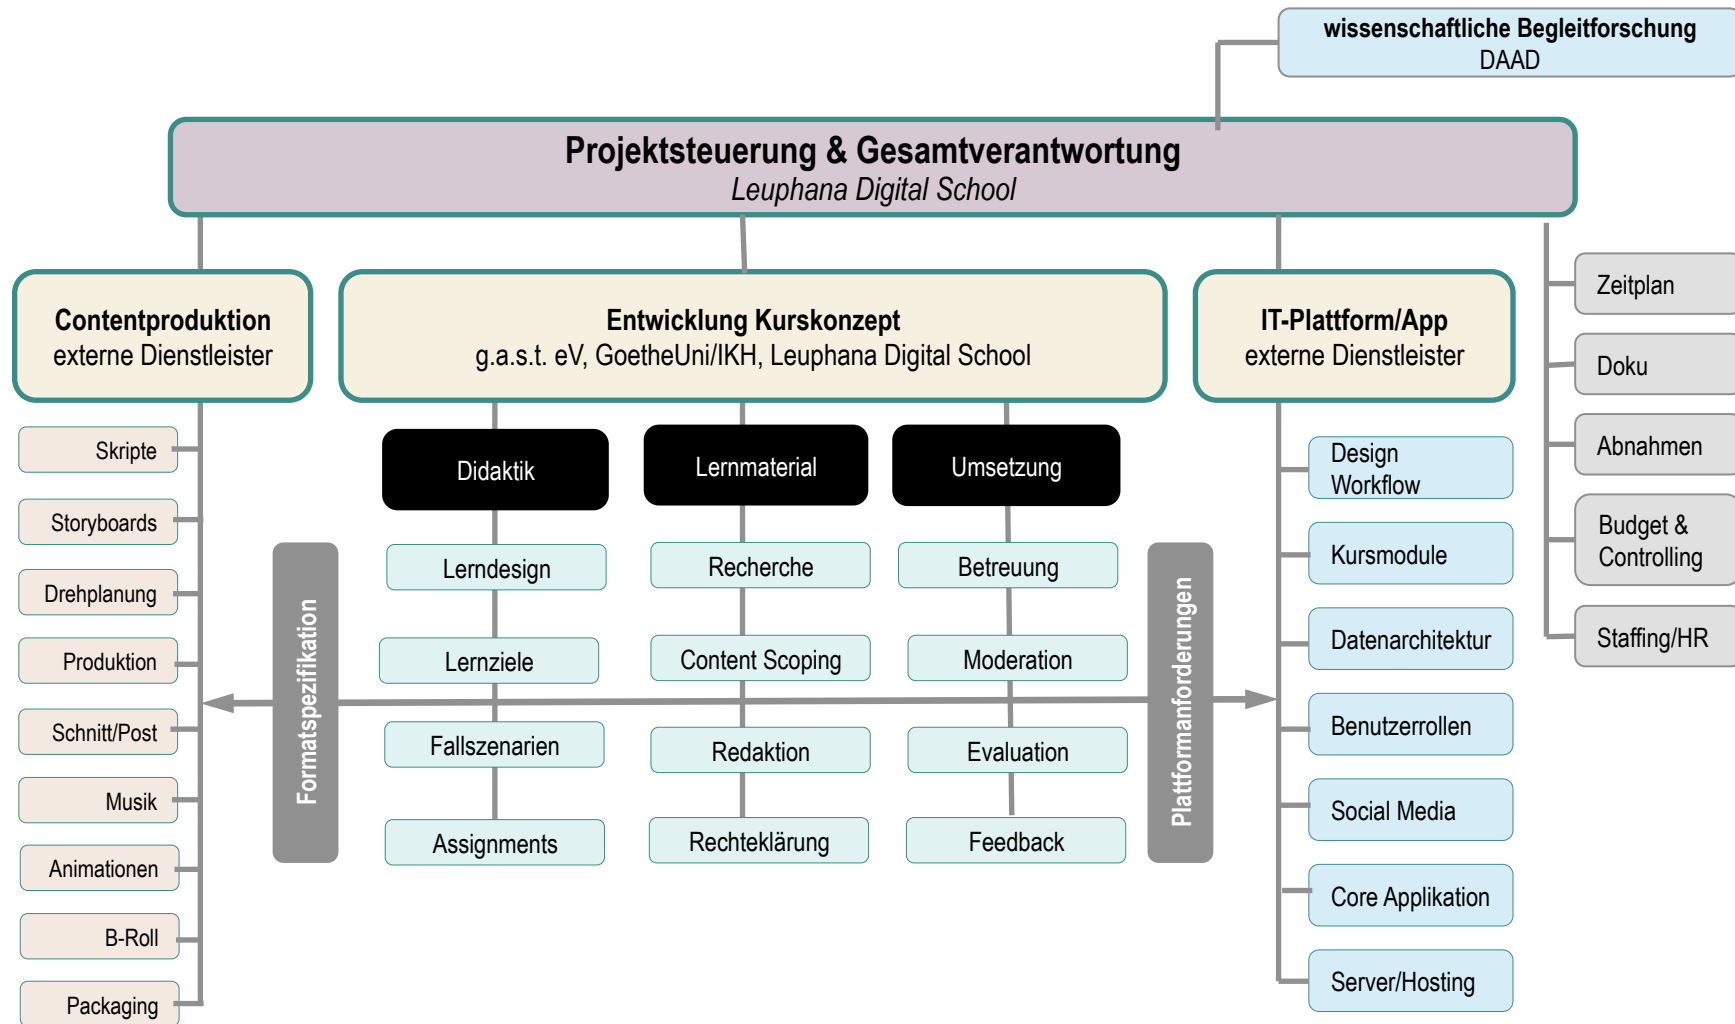 wissenschaftliche Begleitforschung
DAAD
Projektsteuerung & Gesamtverantwortung
Leuphana Digital School
Contentproduktion
externe Dienstleister
Skripte
Storyboards
Drehplanung
Produktion
Schnitt/Post
Musik
Animationen
B-Roll
Packaging
Formatspezifikation
Entwicklung Kurskonzept
g.a.s.t. eV, GoetheUni/IKH, Leuphana Digital School
Didaktik
Lerndesign
Lernziele
Fallszenarien
Assignments
Lernmaterial
Recherche
Content Scoping
Redaktion
Rechteklärung
Umsetzung
Betreuung
Moderation
Evaluation
Feedback
Plattformanforderungen
IT-Plattform/App
externe Dienstleister
Design
Workflow
Kursmodule
Datenarchitektur
Benutzerrollen
Social Media
Core Applikation
Server/Hosting
Zeitplan
Doku
Abnahmen
Budget &
Controlling
Staffing/HR